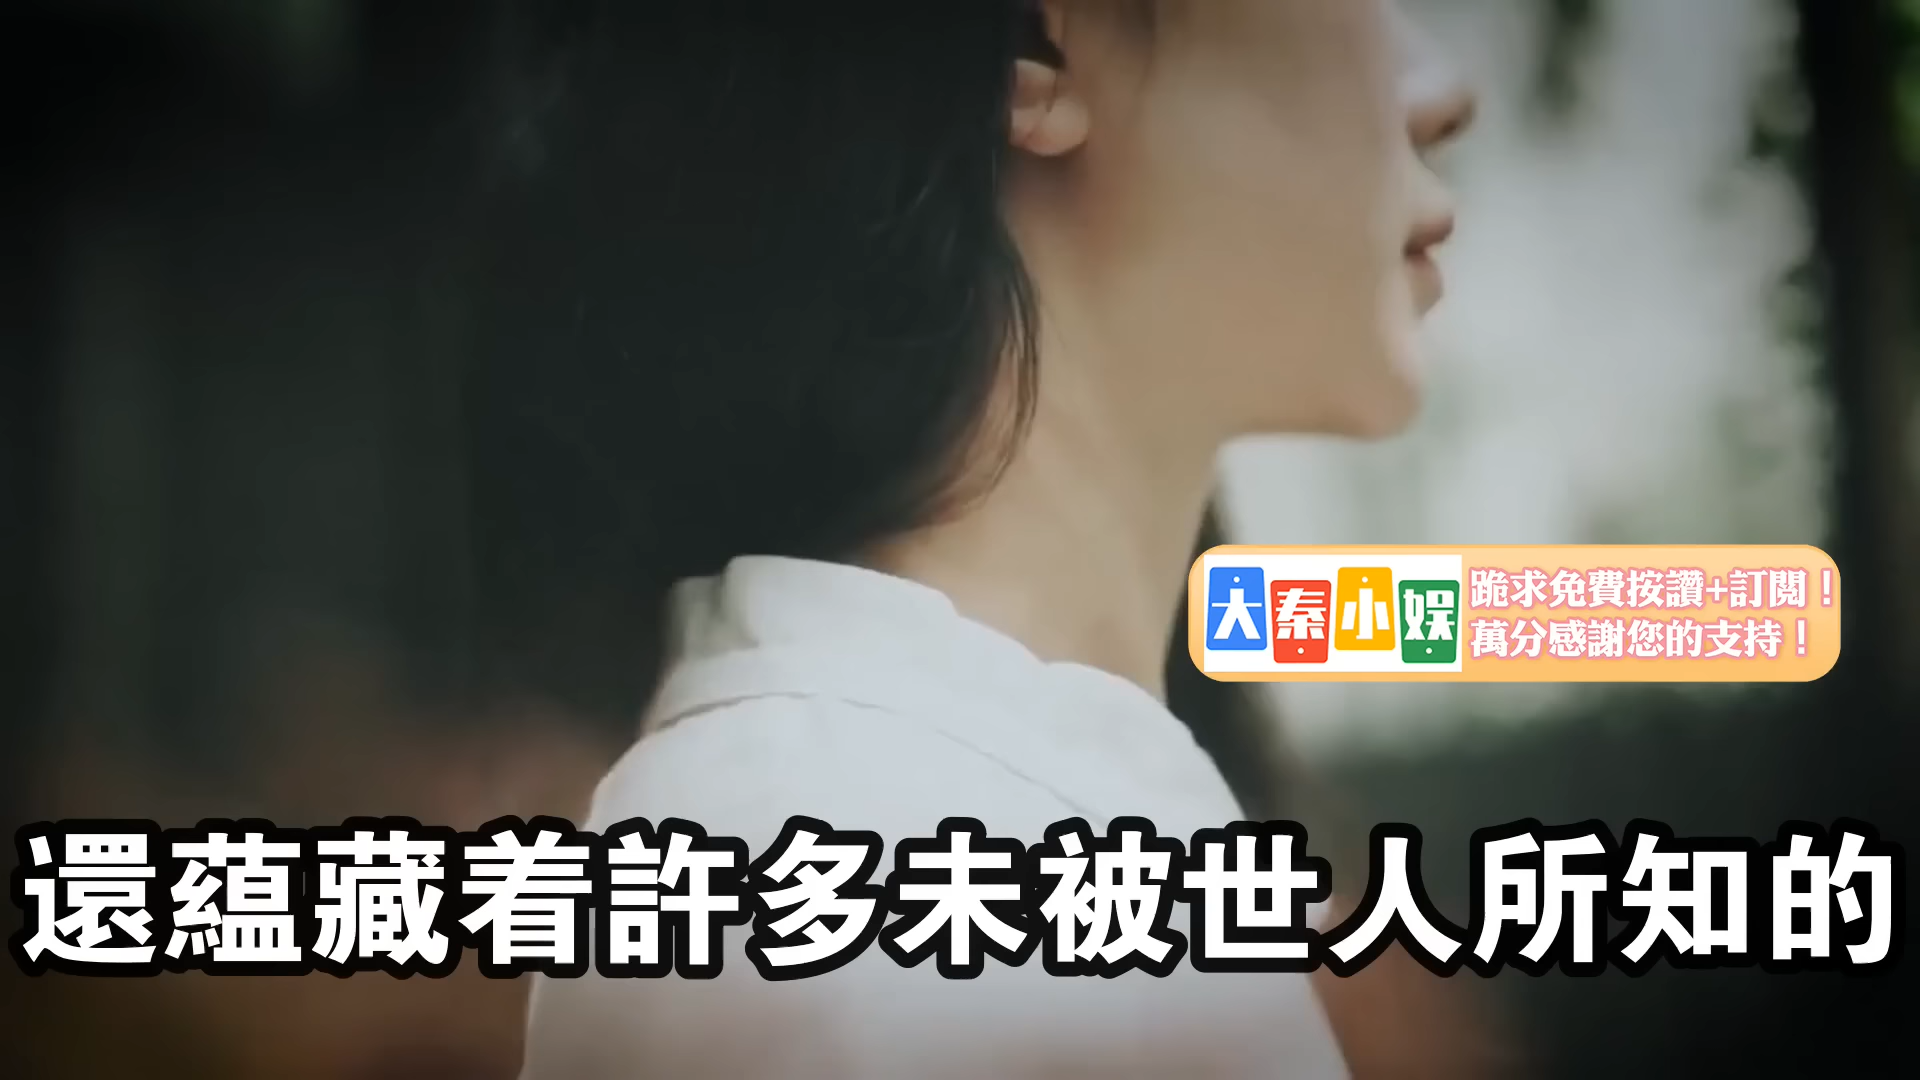 大秦小娱
跪求免費按讚+訂閱！
萬分感謝您的支持！
還蘊藏着許多未被世人所知的